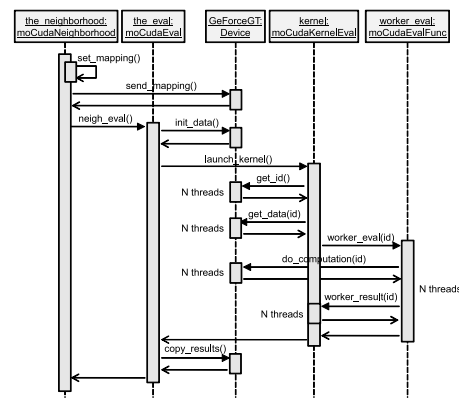 the_neighborhood:
moCudaNeighborhood
the_eval:
moCudaEval
GeForceGT:
Device
kernel:
moCudaKernelEval
worker_eval:
moCudaEvalFunc
set_mapping()
send_mapping()
neigh_eval()
init_data()
launch_kernel()
get_id()
N threads
get_data(id)
N threads
worker_eval(id)
do_computation(id)
N threads
N threads
worker_result(id)
N threads
copy_results()